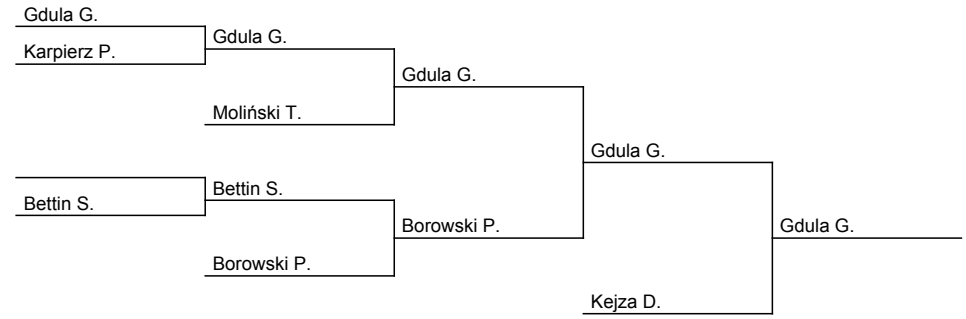 Gdula G.
Karpierz P.
Gdula G.
Moliński T.
Gdula G.
Bettin S.
Bettin S.
Borowski P.
Borowski P.
Gdula G.
Kejza D.
Gdula G.